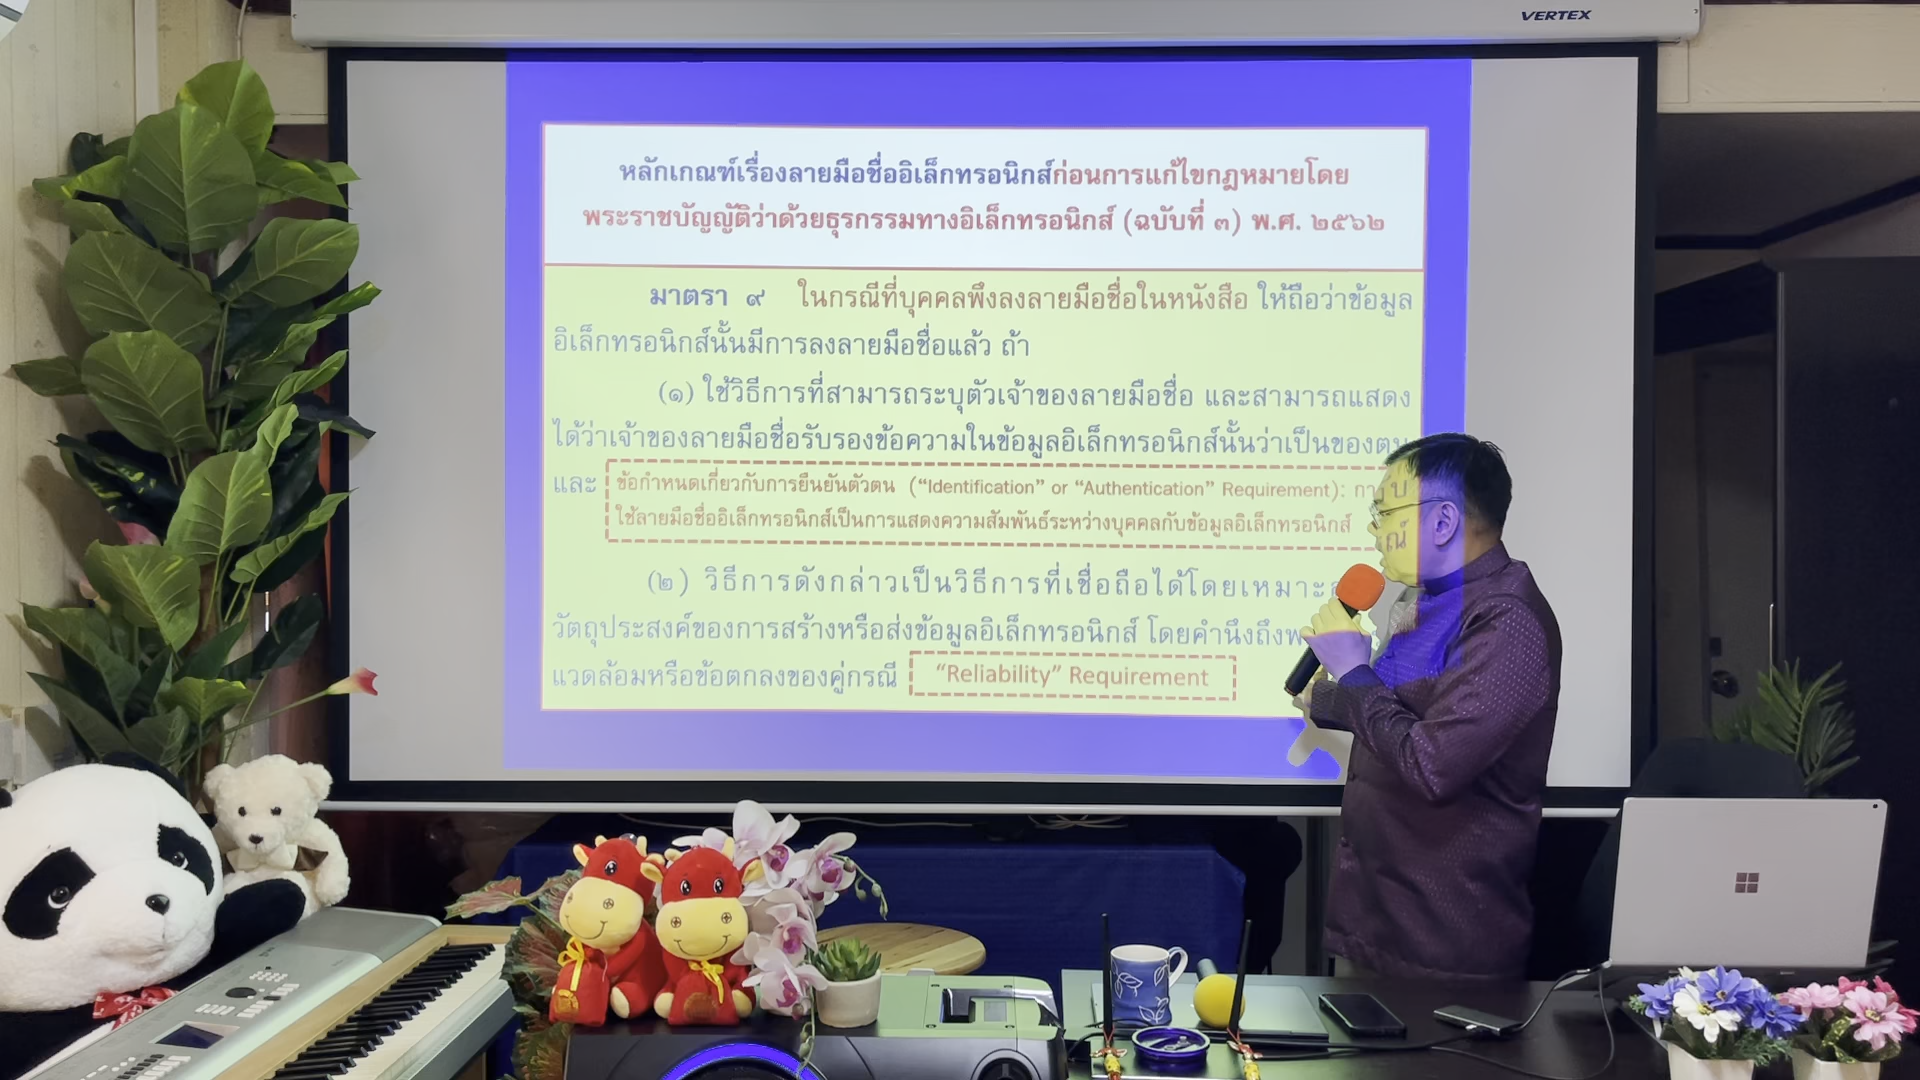 VERTEX
หลักเกณฑ์เรื่องลายมือชื่ออิเล็กทรอนิกส์ก่อนการแก้ไขกฎหมายโดย
พระราชบัญญัติว่าด้วยธุรกรรมทางอิเล็กทรอนิกส์ (ฉบับที่ ๓) พ.ศ. ๒๕๖๒
มาตรา ๙ ในกรณีที่บุคคลพึงลงลายมือชื่อในหนังสือ ให้ถือว่าข้อมูล
อิเล็กทรอนิกส์นั้นมีการลงลายมือชื่อแล้ว ถ้า
(๑) ใช้วิธีการที่สามารถระบุตัวเจ้าของลายมือชื่อ และสามารถแสดง
ได้ว่าเจ้าของลายมือชื่อรับรองข้อความในข้อมูลอิเล็กทรอนิกส์นั้นว่าเป็นของตน
และ ข้อกำหนดเกี่ยวกับการยืนยันตัวตน (“Identification” or “Authentication” Requirement):
ใช้ลายมือชื่ออิเล็กทรอนิกส์เป็นการแสดงความสัมพันธ์ระหว่างบุคคลกับข้อมูลอิเล็กทรอนิกส์
(๒) วิธีการดังกล่าวเป็นวิธีการที่เชื่อถือได้โดยเหมาะ
วัตถุประสงค์ของการสร้างหรือส่งข้อมูลอิเล็กทรอนิกส์ โดยคำนึงถึง
แวดล้อมหรือข้อตกลงของคู่กรณี “Reliability” Requirement